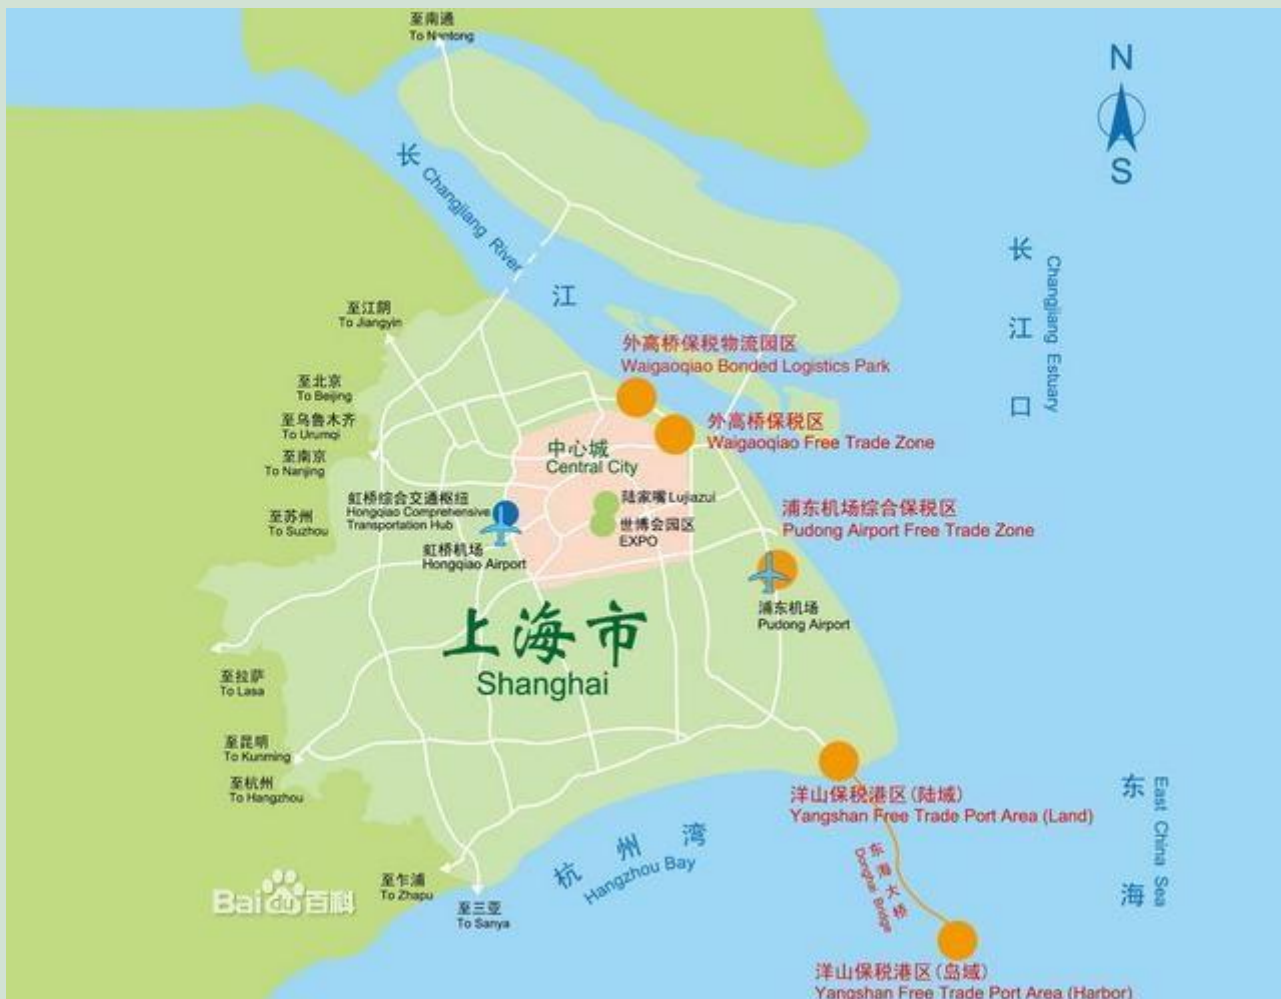 至南通
To Nantong
N
S
长
Changjiang River
江
长
江
口
Changjiang Estuary
至江阴
To Jiangyin
外高桥保税物流园区
Waigaoqiao Bonded Logistics Park
至北京
To Beijing
至乌鲁木齐
To Urumqi
外高桥保税区
Waigaoqiao Free Trade Zone
中心城
Central City
至南京
To Nanjing
虹桥综合交通枢纽
Hongqiao Comprehensive
Transportation Hub
陆家嘴Lujiazui
至苏州
To Suzhou
世博会园区
EXPO
浦东机场综合保税区
Pudong Airport Free Trade Zone
虹桥机场
Hongqiao Airport
浦东机场
Pudong Airport
上海市
Shanghai
至拉萨
To Lasa
至昆明
To Kunming
至杭州
To Hangzhou
洋山保税港区(陆域)
Yangshan Free Trade Port Area (Land)
东
海
East China Sea
杭州湾
Hangzhou Bay
东海大桥
Donghai Bridge
至乍浦
To Zhapu
Baidu百科
至三亚
To Sanya
洋山保税港区(岛域)
Yangshan Free Trade Port Area (Harbor)